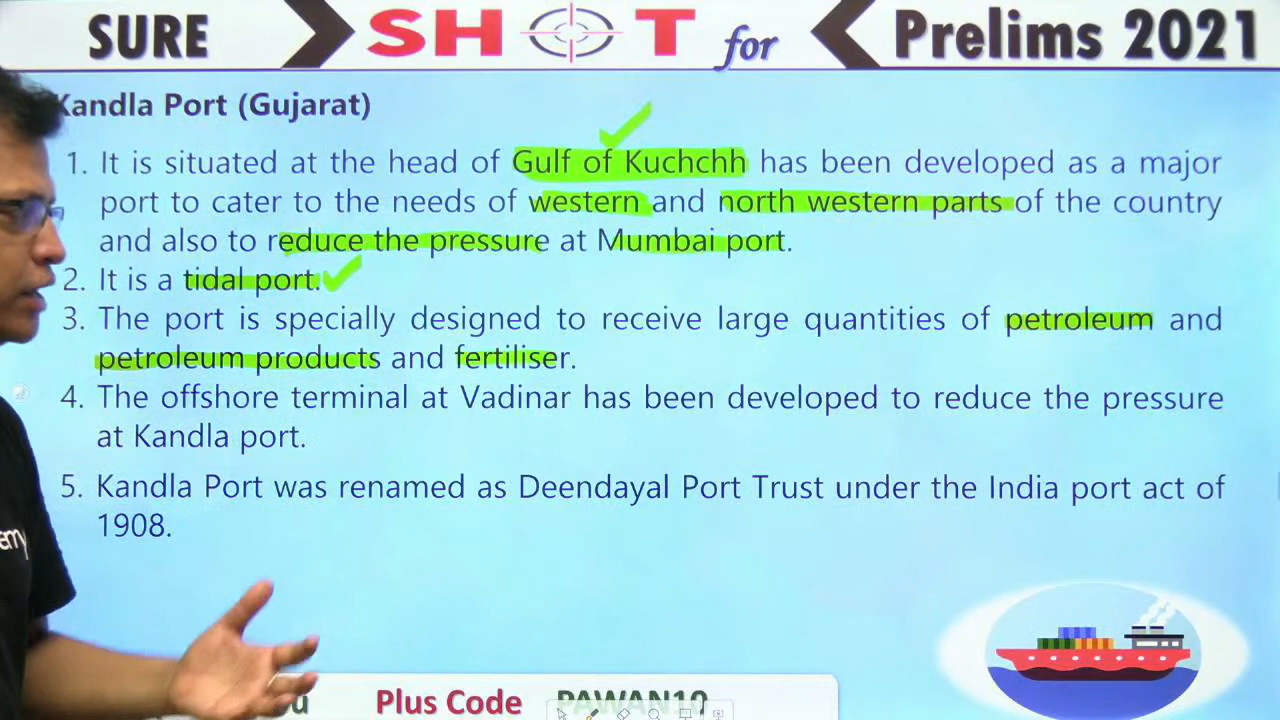 SURE SH T for Prelims 2021
Kandla Port (Gujarat)
1. It is situated at the head of Gulf of Kuchchh has been developed as a major
port to cater to the needs of western and north western parts of the country
and also to reduce the pressure at Mumbai port.
2. It is a tidal port.
3. The port is specially designed to receive large quantities of petroleum and
petroleum products and fertiliser.
4. The offshore terminal at Vadinar has been developed to reduce the pressure
at Kandla port.
5. Kandla Port was renamed as Deendayal Port Trust under the India port act of
1908.
Plus Code PAWAN10